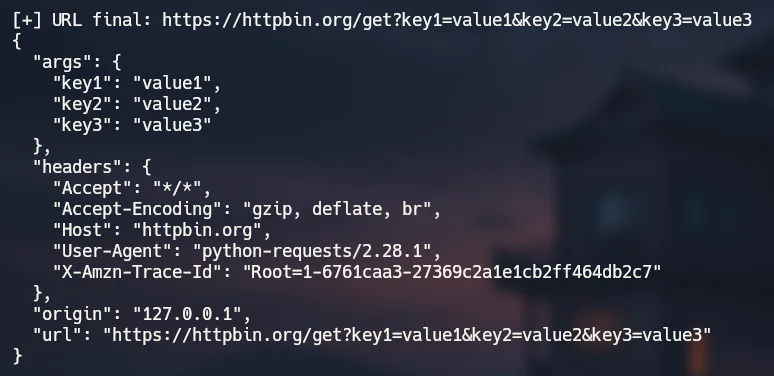 [+] URL final: https://httpbin.org/get?key1=value1&key2=value2&key3=value3
{
  "args": {
    "key1": "value1",
    "key2": "value2",
    "key3": "value3"
  },
  "headers": {
    "Accept": "*/*",
    "Accept-Encoding": "gzip, deflate, br",
    "Host": "httpbin.org",
    "User-Agent": "python-requests/2.28.1",
    "X-Amzn-Trace-Id": "Root=1-6761caa3-27369c2a1e1cb2ff464db2c7"
  },
  "origin": "127.0.0.1",
  "url": "https://httpbin.org/get?key1=value1&key2=value2&key3=value3"
}